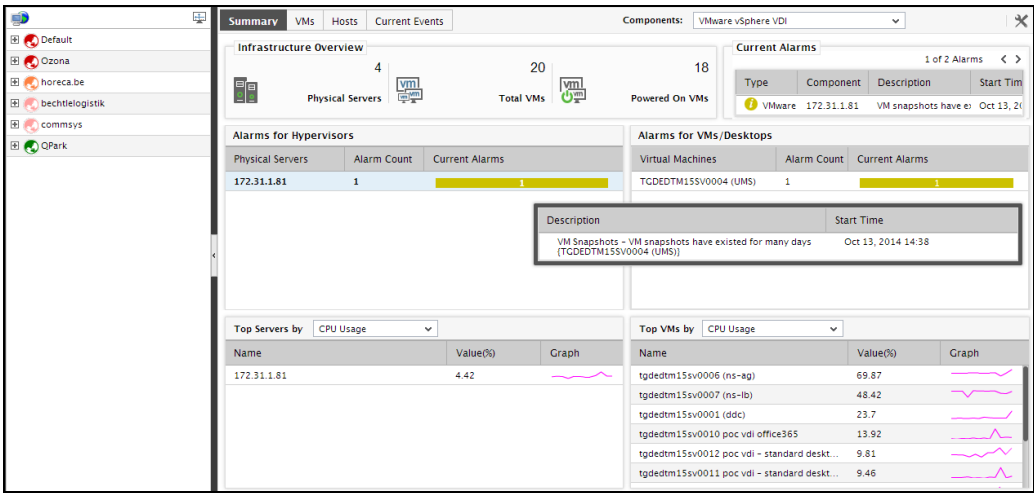 Default
Ozona
horeca.be
bechtlelogistik
commsys
QPark
Summary VMs Hosts Current Events
Components: VMware vSphere VDI
Infrastructure Overview
4
Physical Servers
vm
vm
20
Total VMs
vm
vm
18
Powered On VMs
Current Alarms
1 of 2 Alarms < >
Type Component Description Start Tim
VMware 172.31.1.81 VM snapshots have e Oct 13, 2
Alarms for Hypervisors
Physical Servers Alarm Count Current Alarms
172.31.1.81 1 1
Alarms for VMs/Desktops
Virtual Machines Alarm Count Current Alarms
TGDEDTM15SV0004 (UMS) 1 1
Description Start Time
VM Snapshots - VM snapshots have existed for many days Oct 13, 2014 14:38
{TGDEDTM15SV0004 (UMS)}
Top Servers by CPU Usage
Name Value(%) Graph
172.31.1.81 4.42
Top VMs by CPU Usage
Name Value(%) Graph
tgdedtm15sv0006 (ns-ag) 69.87
tgdedtm15sv0007 (ns-lb) 48.42
tgdedtm15sv0001 (ddc) 23.7
tgdedtm15sv0010 poc vdi office365 13.92
tgdedtm15sv0012 poc vdi - standard deskt... 9.81
tgdedtm15sv0011 poc vdi - standard deskt... 9.46